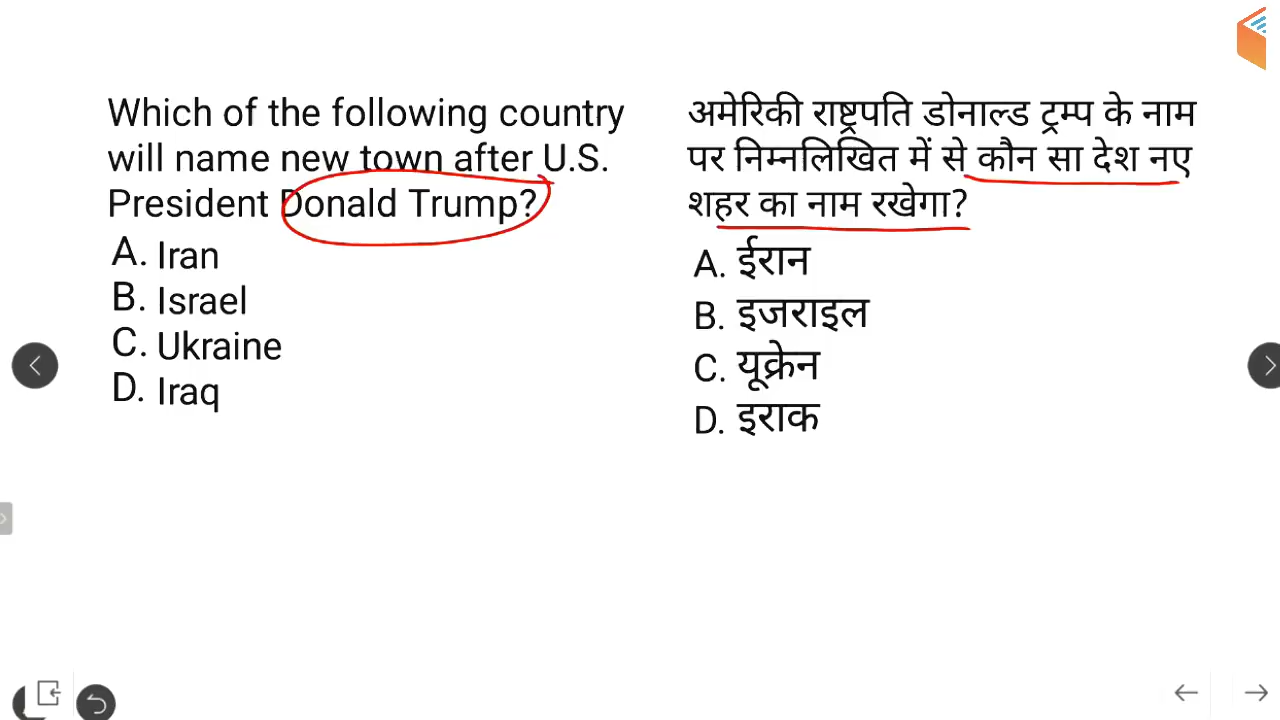 Which of the following country
will name new town after U.S.
President Donald Trump?
A. Iran
B. Israel
C. Ukraine
D. Iraq
अमेरिकी राष्ट्रपति डोनाल्ड ट्रम्प के नाम
पर निम्नलिखित में से कौन सा देश नए
शहर का नाम रखेगा?
A. ईरान
B. इजराइल
C. यूक्रेन
D. इराक